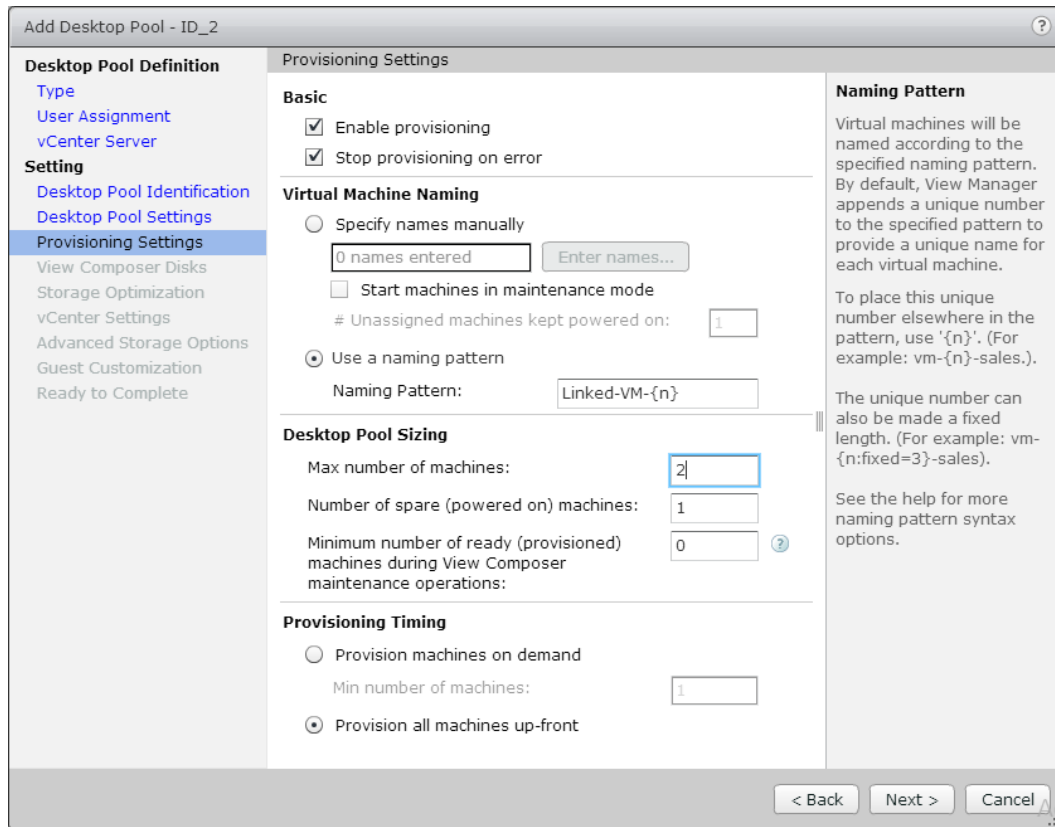 Add Desktop Pool - ID_2
?
Desktop Pool Definition
Type
User Assignment
vCenter Server
Setting
Desktop Pool Identification
Desktop Pool Settings
Provisioning Settings
View Composer Disks
Storage Optimization
vCenter Settings
Advanced Storage Options
Guest Customization
Ready to Complete
Provisioning Settings
Basic
Enable provisioning
Stop provisioning on error
Virtual Machine Naming
Specify names manually
0 names entered
Enter names...
Start machines in maintenance mode
# Unassigned machines kept powered on: 1
Use a naming pattern
Naming Pattern: Linked-VM-{n}
Desktop Pool Sizing
Max number of machines: 2
Number of spare (powered on) machines: 1
Minimum number of ready (provisioned) 0 ?
machines during View Composer
maintenance operations:
Provisioning Timing
Provision machines on demand
Min number of machines: 1
Provision all machines up-front
Naming Pattern
Virtual machines will be
named according to the
specified naming pattern.
By default, View Manager
appends a unique number
to the specified pattern to
provide a unique name for
each virtual machine.
To place this unique
number elsewhere in the
pattern, use '{n}'. (For
example: vm-{n}-sales.).
The unique number can
also be made a fixed
length. (For example: vm-
{n:fixed=3}-sales).
See the help for more
naming pattern syntax
options.
< Back
Next >
Cancel
A